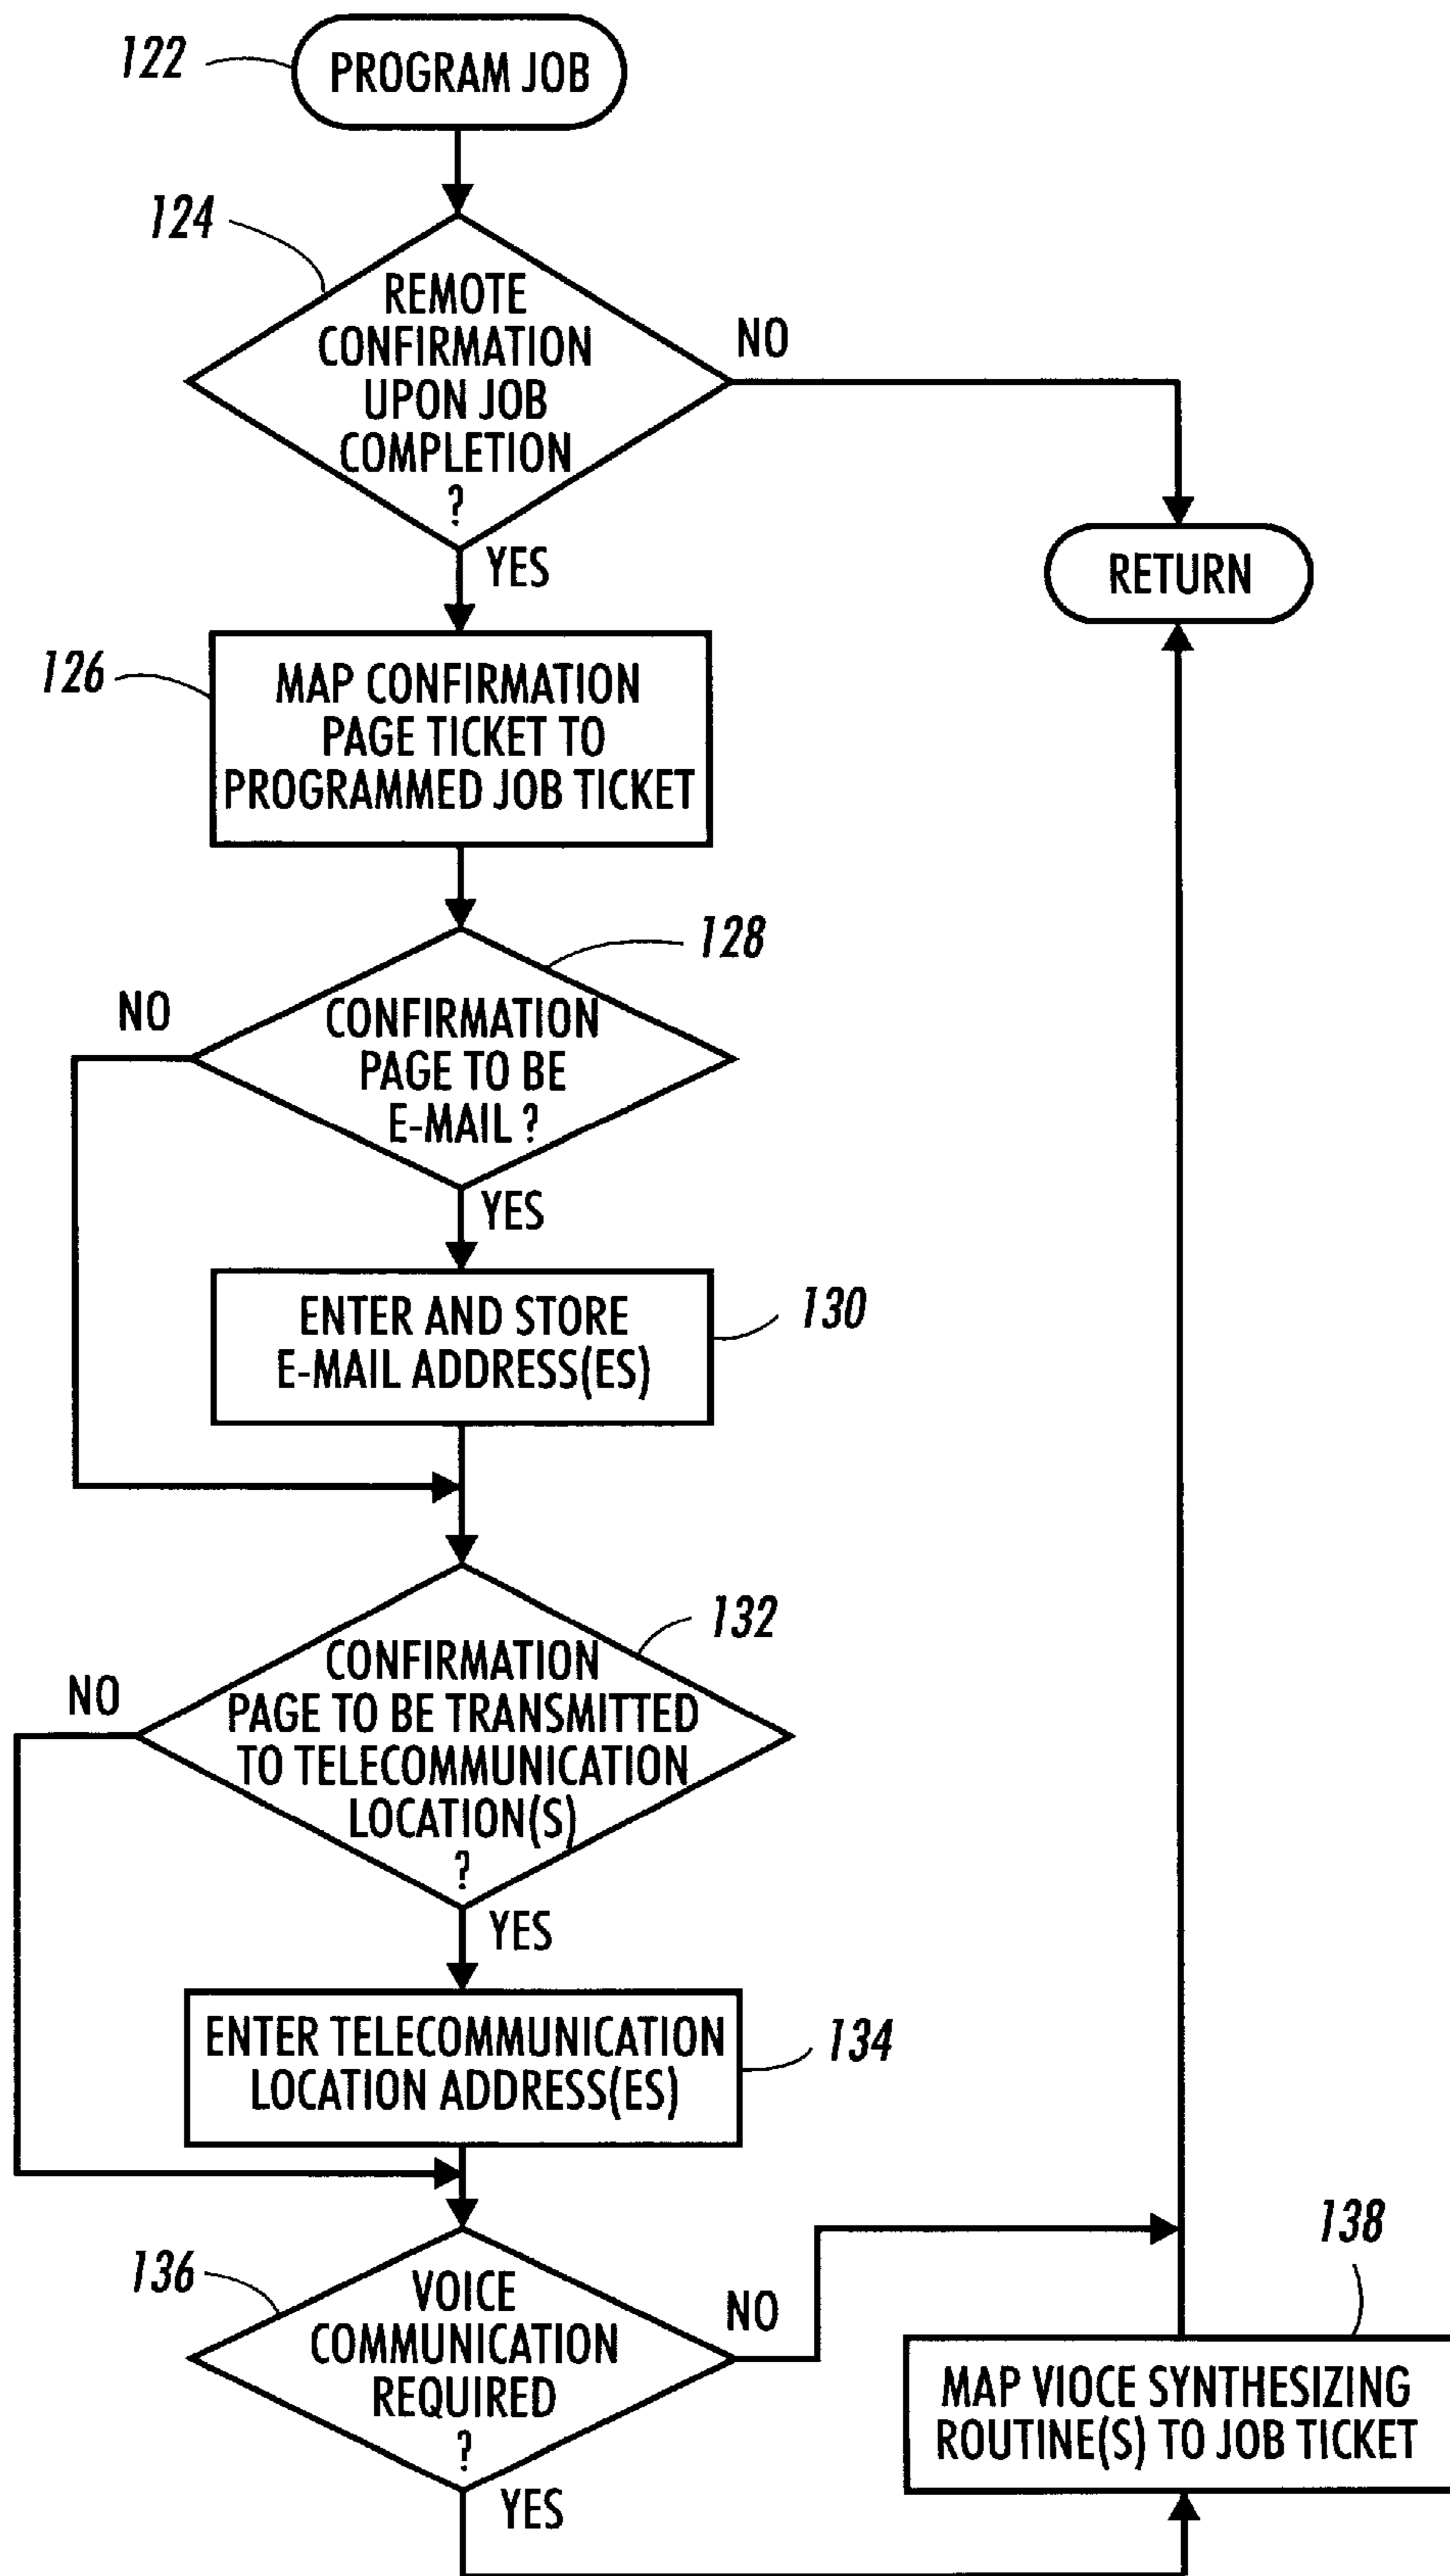 122
PROGRAM JOB
124
REMOTE
CONFIRMATION
UPON JOB
COMPLETION
?
NO
YES
RETURN
126
MAP CONFIRMATION
PAGE TICKET TO
PROGRAMMED JOB TICKET
128
NO
CONFIRMATION
PAGE TO BE
E-MAIL ?
YES
130
ENTER AND STORE
E-MAIL ADDRESS(ES)
132
NO
CONFIRMATION
PAGE TO BE TRANSMITTED
TO TELECOMMUNICATION
LOCATION(S)
?
YES
134
ENTER TELECOMMUNICATION
LOCATION ADDRESS(ES)
136
VOICE
COMMUNICATION
REQUIRED
?
NO
YES
138
MAP VIOCE SYNTHESIZING
ROUTINE(S) TO JOB TICKET